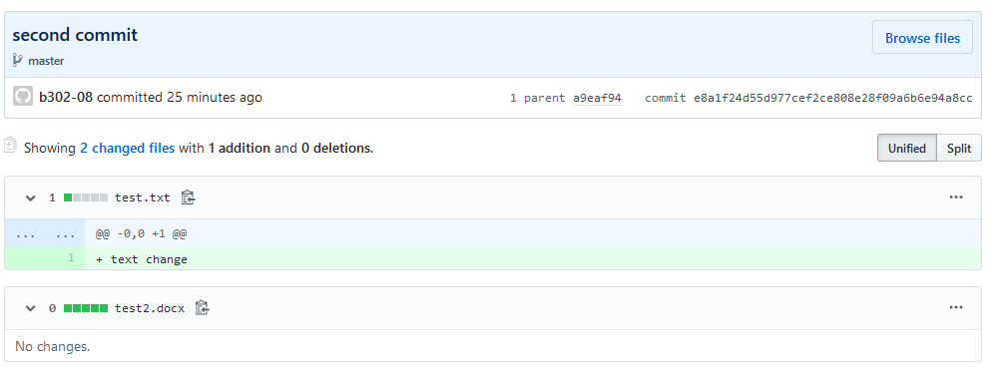 second commit
Browse files
master
b302-08 committed 25 minutes ago
1 parent a9eaf94 commit e8a1f24d55d977cef2ce808e28f09a6b6e94a8cc
Showing 2 changed files with 1 addition and 0 deletions.
Unified Split
1 test.txt ...
... ... @@ -0,0 +1 @@
1 + text change
0 test2.docx ...
No changes.